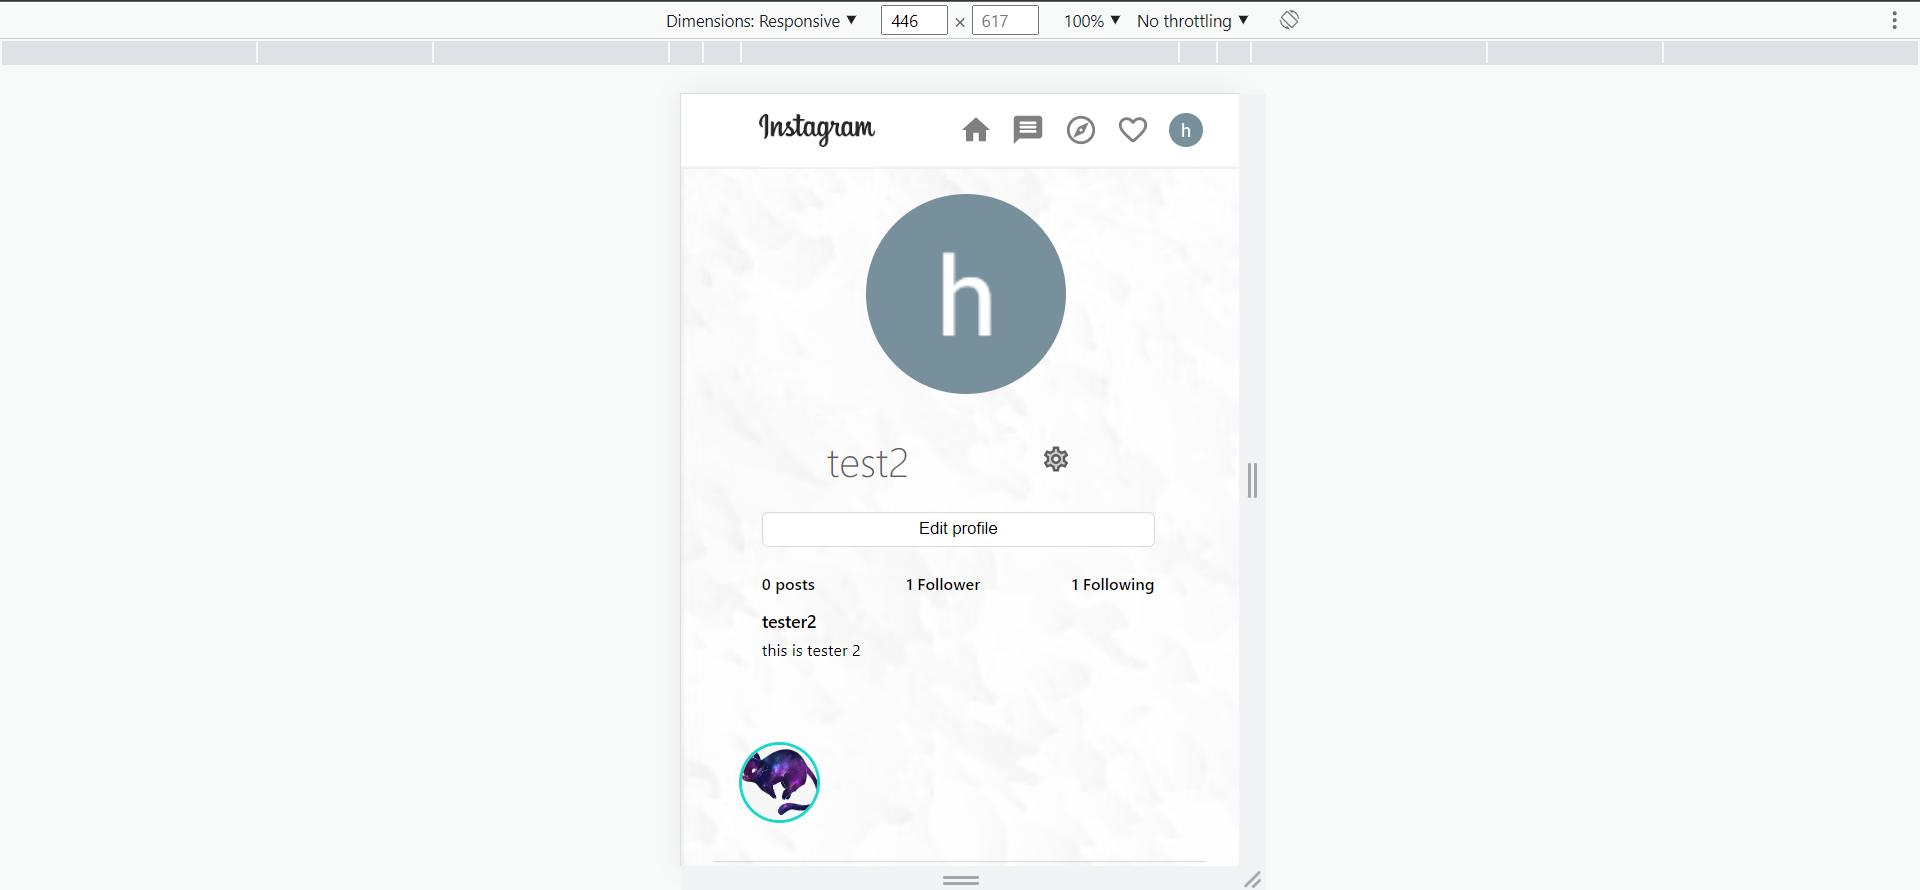 Dimensions: Responsive ▼ 446 × 617 100% ▼ No throttling ▼
Instagram
h
h
test2
Edit profile
0 posts 1 Follower 1 Following
tester2
this is tester 2